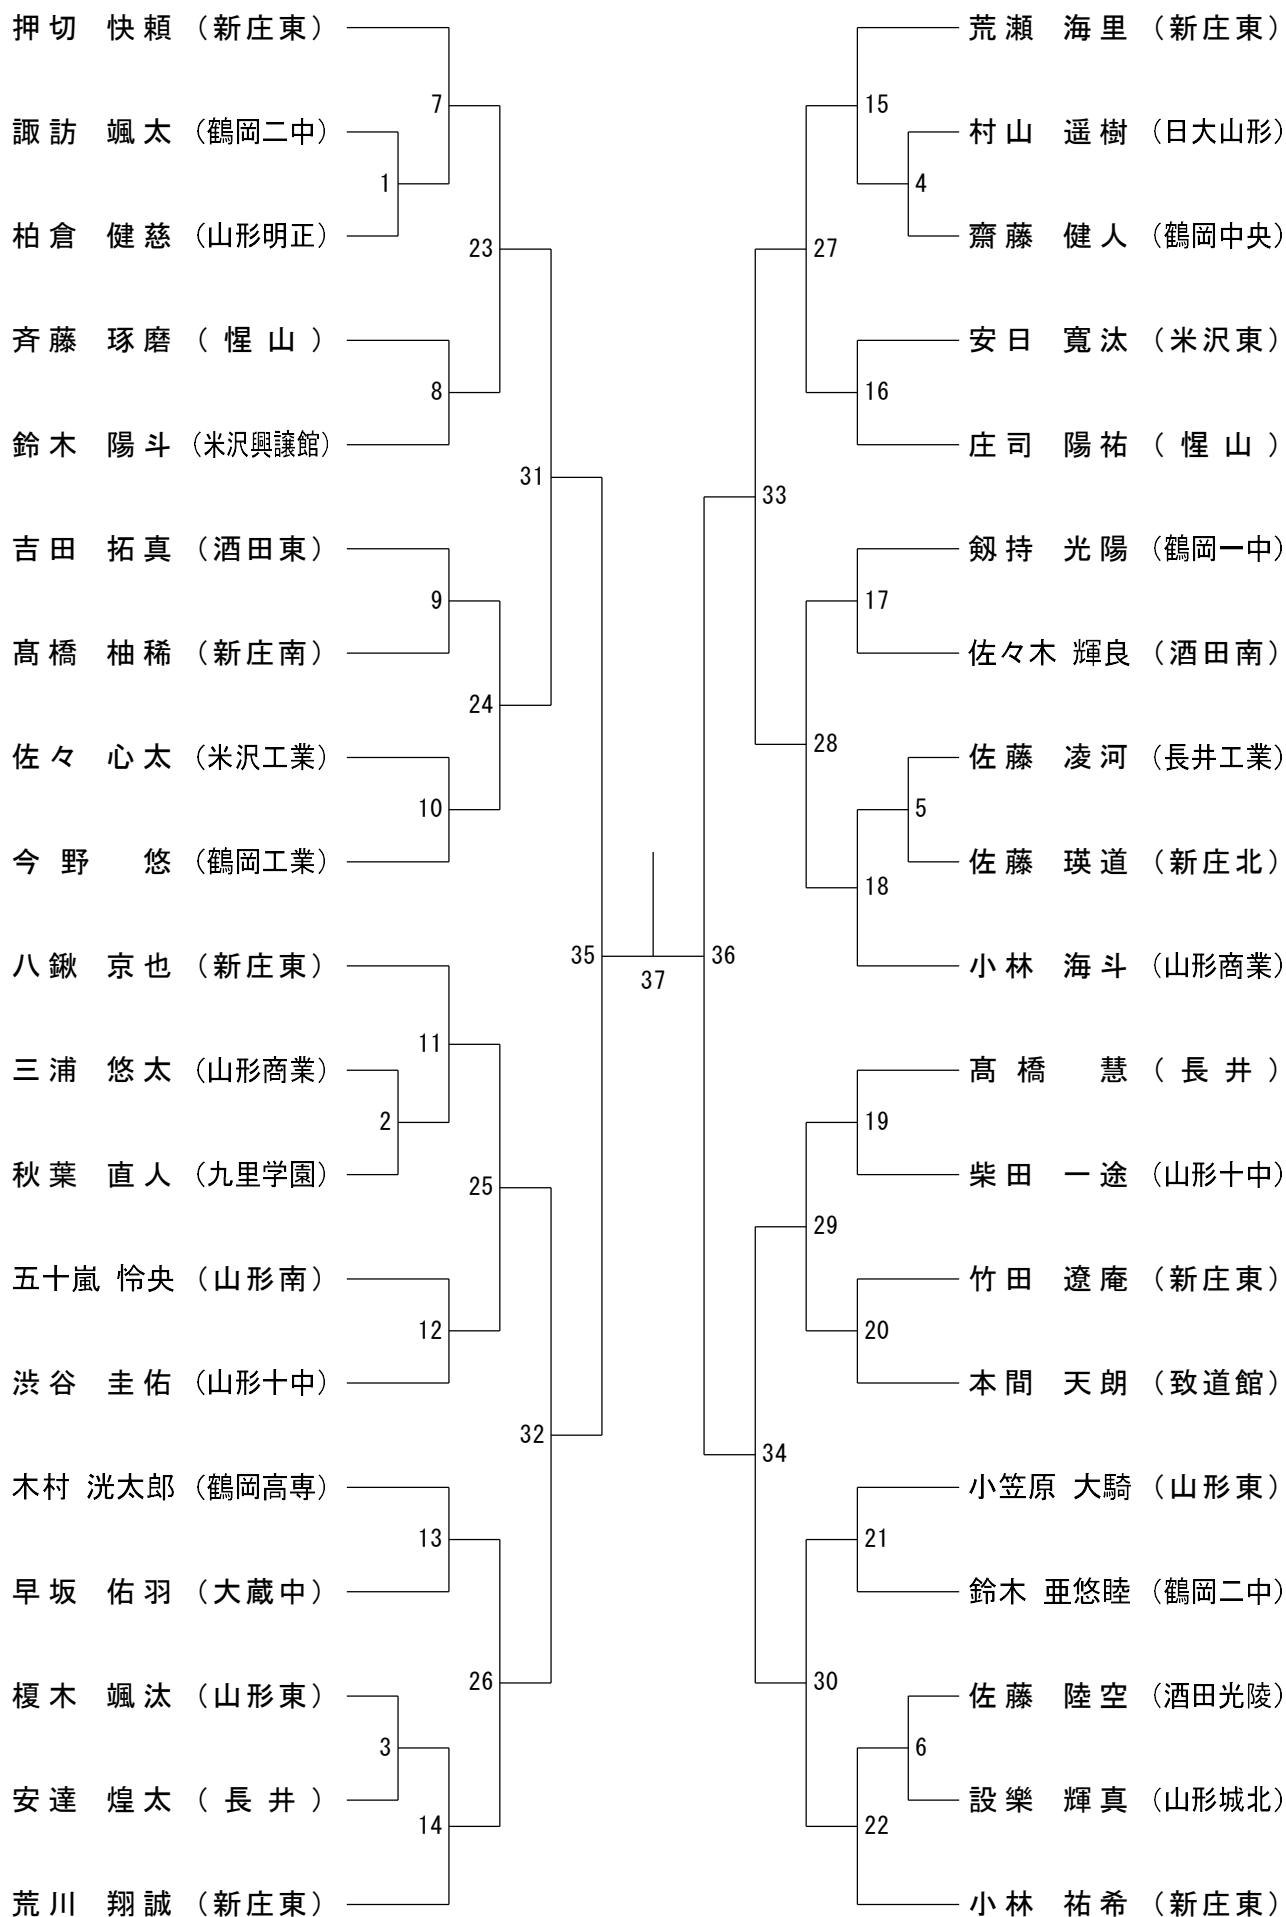 押切 快頼 （新庄東）
7
諏訪 颯太 （鶴岡二中）
1
柏倉 健慈 （山形明正）
23
斉藤 琢磨 （惺山）
8
鈴木 陽斗 （米沢興譲館）
31
吉田 拓真 （酒田東）
9
髙橋 柚稀 （新庄南）
24
佐々 心太 （米沢工業）
10
今野 悠 （鶴岡工業）
35
八鍬 京也 （新庄東）
11
三浦 悠太 （山形商業）
2
秋葉 直人 （九里学園）
25
五十嵐 怜央 （山形南）
12
渋谷 圭佑 （山形十中）
32
木村 洸太郎 （鶴岡高専）
13
早坂 佑羽 （大蔵中）
26
榎木 颯汰 （山形東）
3
安達 煌太 （長井）
14
荒川 翔誠 （新庄東）
37
荒瀬 海里 （新庄東）
15
村山 遥樹 （日大山形）
4
齋藤 健人 （鶴岡中央）
27
安日 寛汰 （米沢東）
16
庄司 陽祐 （惺山）
33
剱持 光陽 （鶴岡一中）
17
佐々木 輝良 （酒田南）
28
佐藤 凌河 （長井工業）
5
佐藤 瑛道 （新庄北）
18
小林 海斗 （山形商業）
36
髙橋 慧 （長井）
19
柴田 一途 （山形十中）
29
竹田 遼庵 （新庄東）
20
本間 天朗 （致道館）
34
小笠原 大騎 （山形東）
21
鈴木 亜悠睦 （鶴岡二中）
30
佐藤 陸空 （酒田光陵）
6
設樂 輝真 （山形城北）
22
小林 祐希 （新庄東）